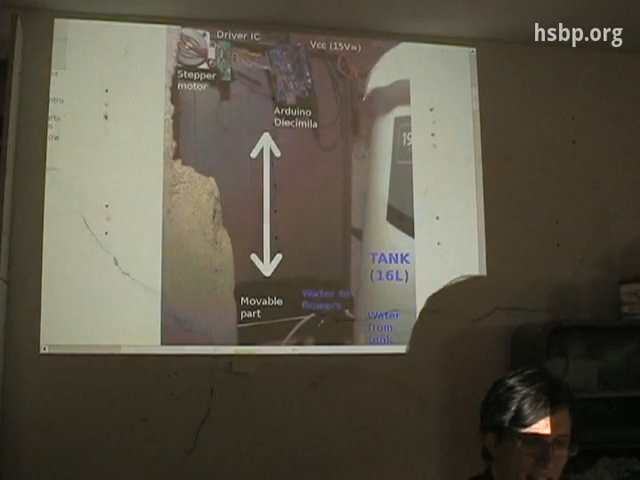 hsbp.org
Driver IC
Vcc (15V=)
Stepper
motor
Arduino
Diecimila
TANK
(16L)
Movable
part
Water to
flowers
Water
from
tank